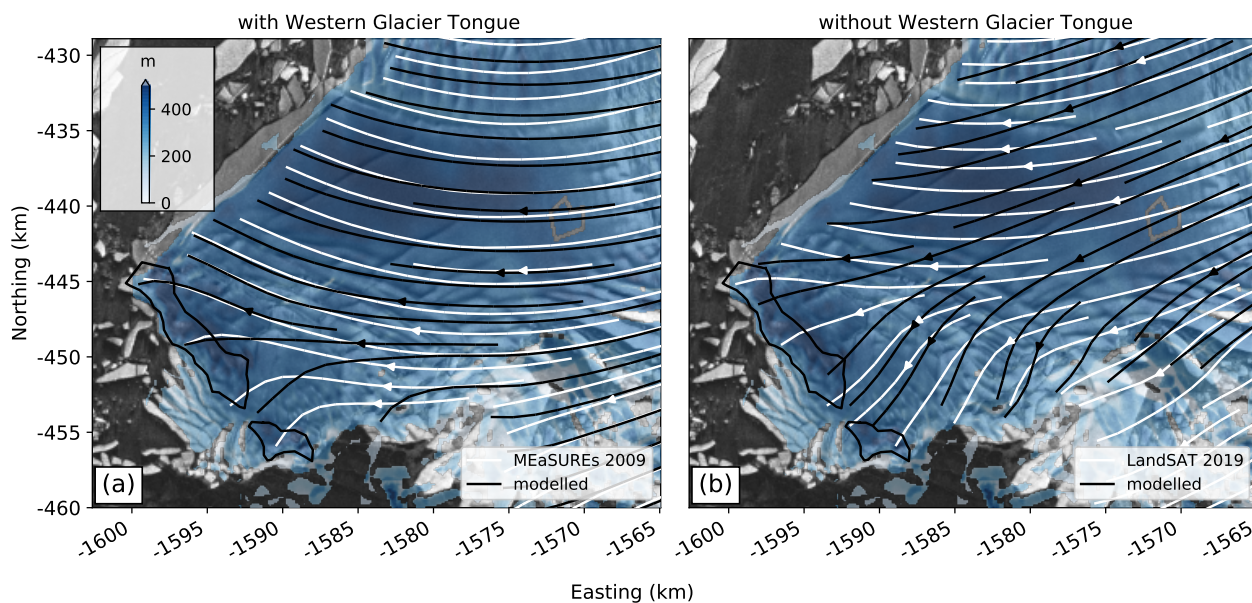 with Western Glacier Tongue
without Western Glacier Tongue
-430
-435
-440
-445
-450
-455
-460
Northing (km)
m
400
200
0
(a)
MEaSUREs 2009
modelled
(b)
LandSAT 2019
modelled
-1600
-1595
-1590
-1585
-1580
-1575
-1570
-1565
-1600
-1595
-1590
-1585
-1580
-1575
-1570
-1565
Easting (km)